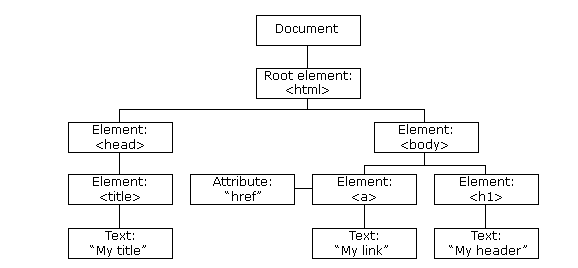 Document
Root element:
<html>
Element:
<head>
Element:
<body>
Element:
<title>
Attribute:
“href”
Element:
<a>
Element:
<h1>
Text:
“My title”
Text:
“My link”
Text:
“My header”